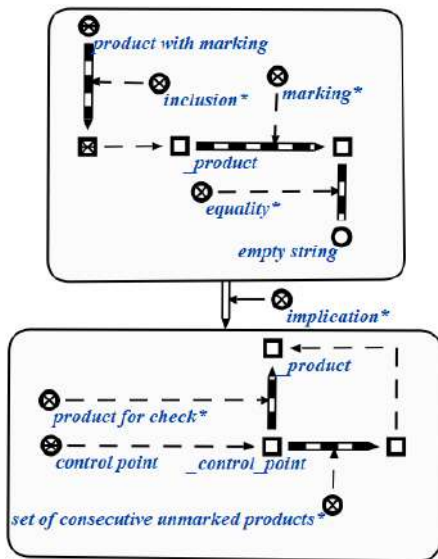 product with marking
inclusion*
marking*
_product
equality*
empty string
implication*
_product
product for check*
control point
_control_point
set of consecutive unmarked products*